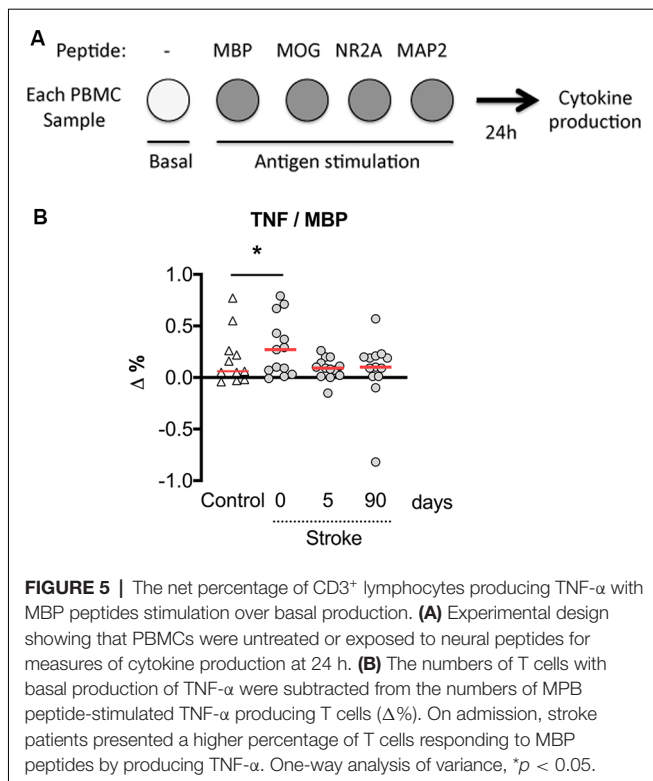 A
Peptide: - MBP MOG NR2A MAP2
Each PBMC
Sample
24h
Cytokine
production
Basal Antigen stimulation
B
TNF / MBP
*
1.0
0.5
0.0
-0.5
-1.0
Δ %
Control 0 5 90 days
Stroke
FIGURE 5 | The net percentage of CD3+ lymphocytes producing TNF-α with
MBP peptides stimulation over basal production. (A) Experimental design
showing that PBMCs were untreated or exposed to neural peptides for
measures of cytokine production at 24 h. (B) The numbers of T cells with
basal production of TNF-α were subtracted from the numbers of MPB
peptide-stimulated TNF-α producing T cells (Δ%). On admission, stroke
patients presented a higher percentage of T cells responding to MBP
peptides by producing TNF-α. One-way analysis of variance, *p < 0.05.